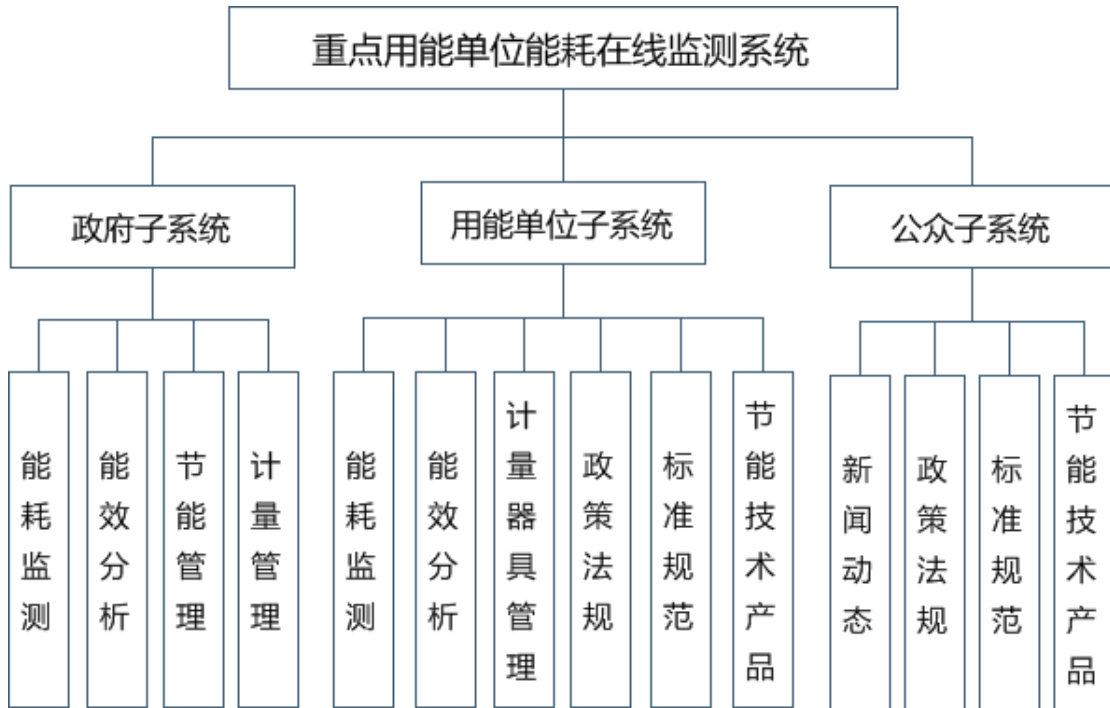 重点用能单位能耗在线监测系统
政府子系统
用能单位子系统
公众子系统
能耗监测
能效分析
节能管理
计量管理
能耗监测
能效分析
计量器具管理
政策法规
标准规范
节能技术产品
新闻动态
政策法规
标准规范
节能技术产品